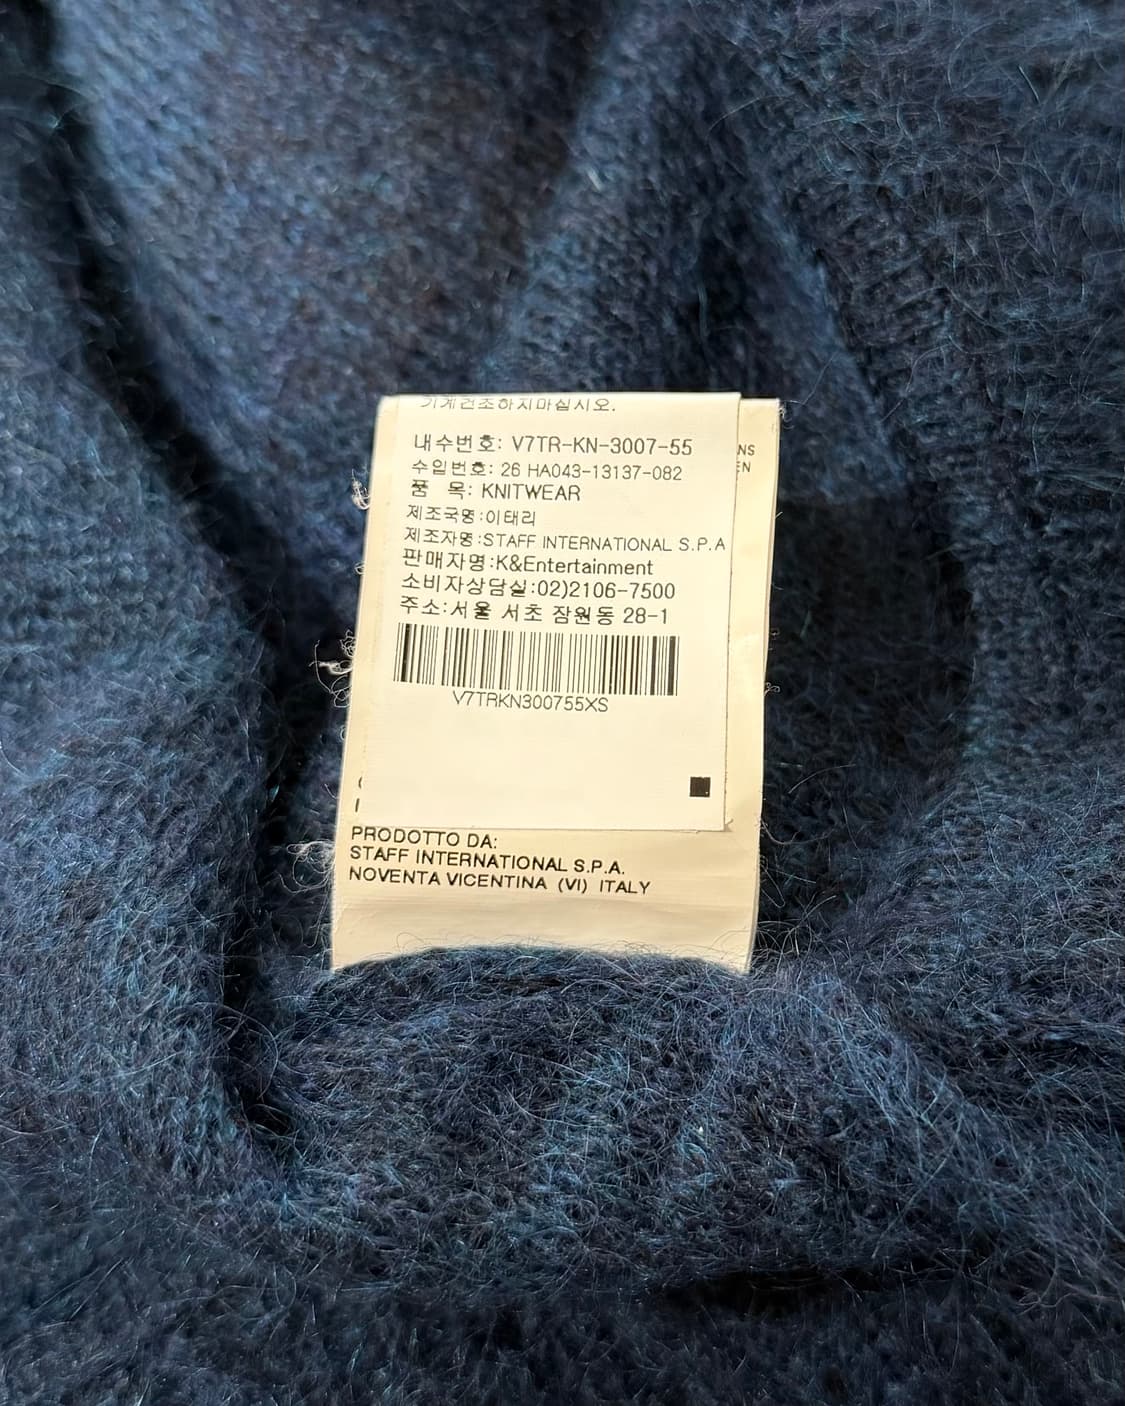 기계건조하지마십시오.
내수번호: V7TR-KN-3007-55
수입번호: 26 HA043-13137-082
품 목: KNITWEAR
제조국명:이태리
제조자명:STAFF INTERNATIONAL S.P.A
판매자명:K&Entertainment
소비자상담실:02)2106-7500
주소:서울 서초 잠원동 28-1
V7TRKN300755XS
NS
EN
PRODOTTO DA:
STAFF INTERNATIONAL S.P.A.
NOVENTA VICENTINA (VI) ITALY